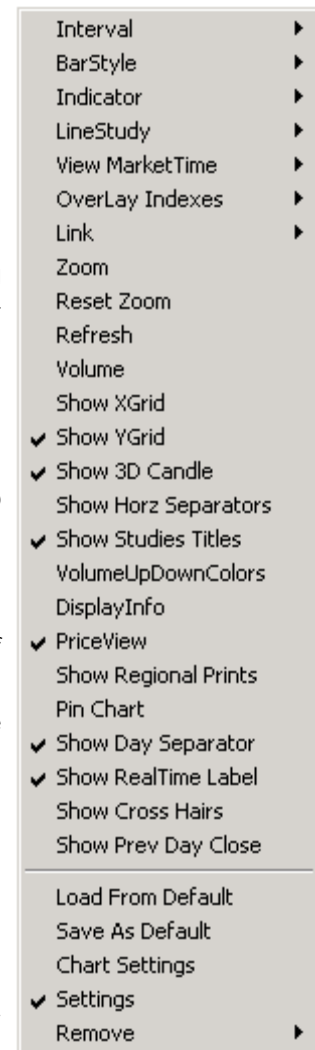 Interval
BarStyle
Indicator
LineStudy
View MarketTime
OverLay Indexes
Link
Zoom
Reset Zoom
Refresh
Volume
Show XGrid
Show YGrid
Show 3D Candle
Show Horz Separators
Show Studies Titles
VolumeUpDownColors
DisplayInfo
PriceView
Show Regional Prints
Pin Chart
Show Day Separator
Show RealTime Label
Show Cross Hairs
Show Prev Day Close
Load From Default
Save As Default
Chart Settings
Settings
Remove